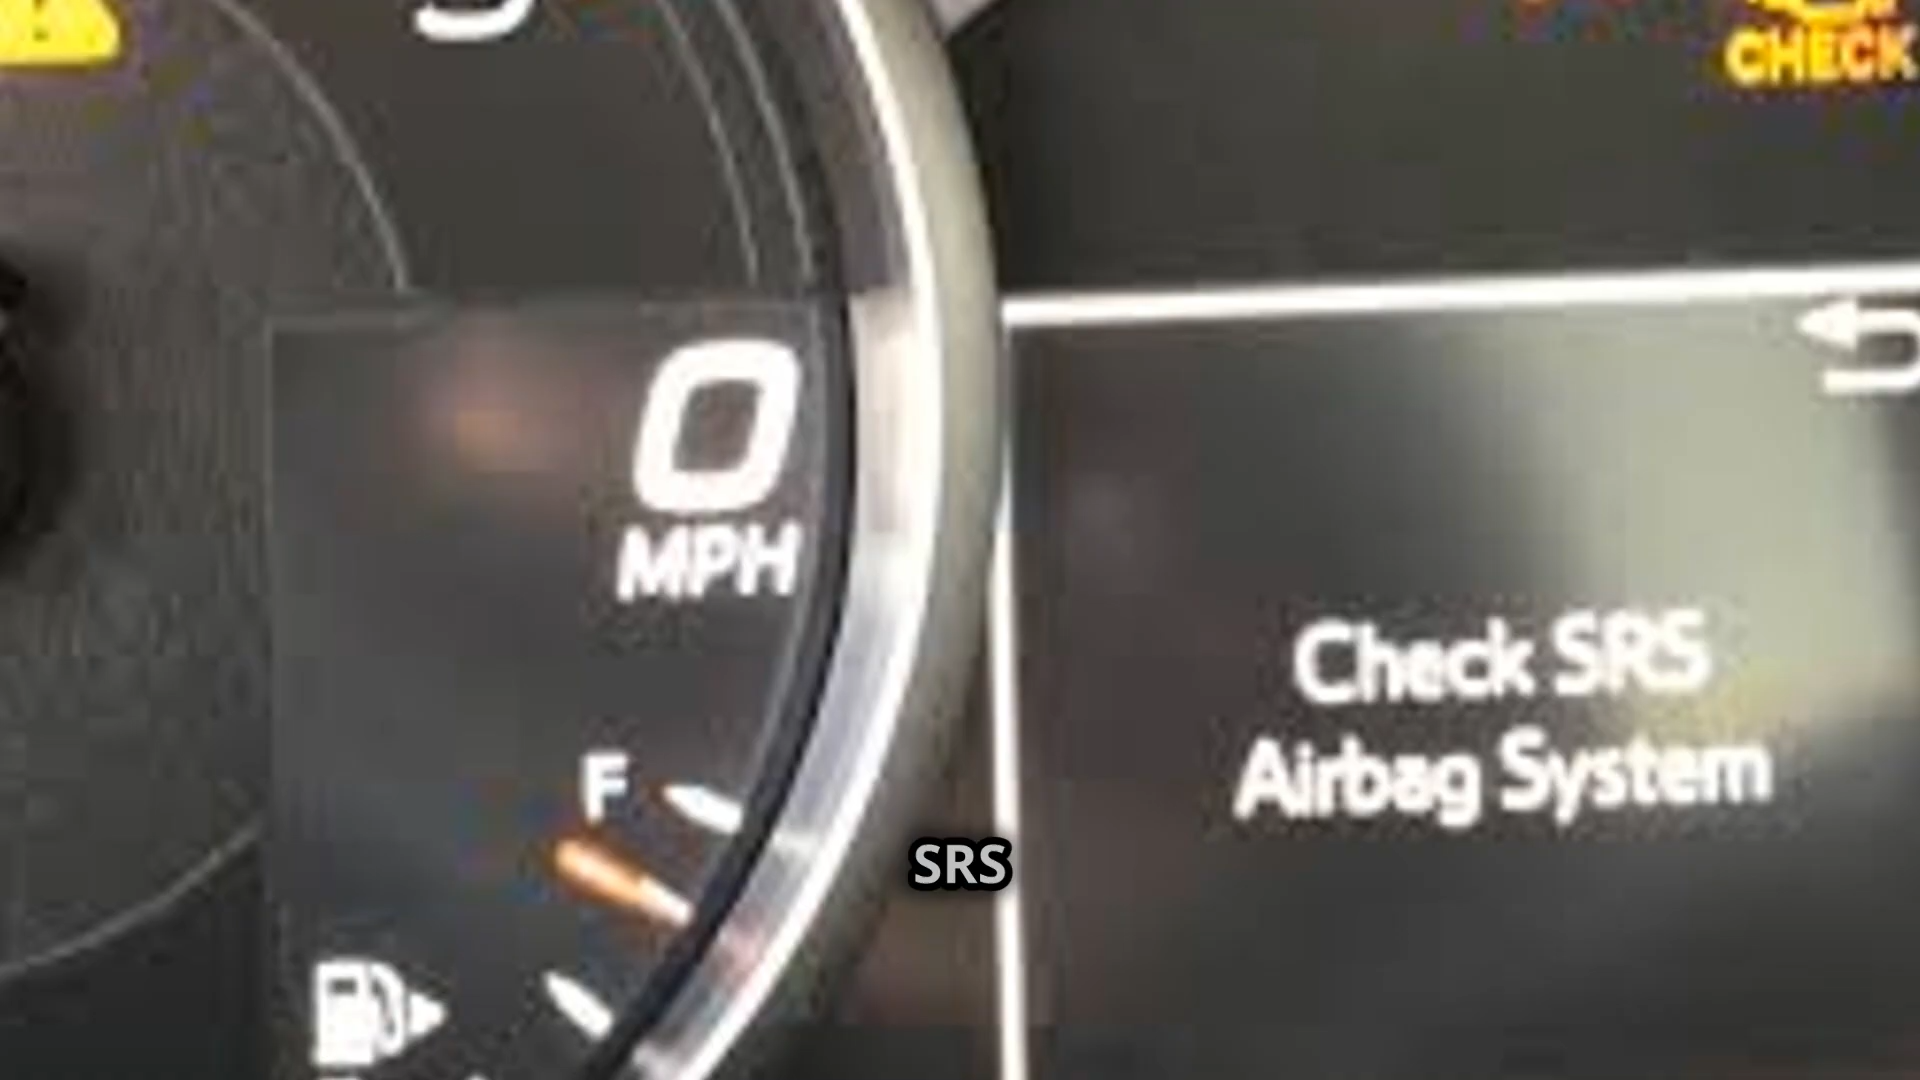 CHECK
0
MPH
Check SRS
Airbag System
F
SRS